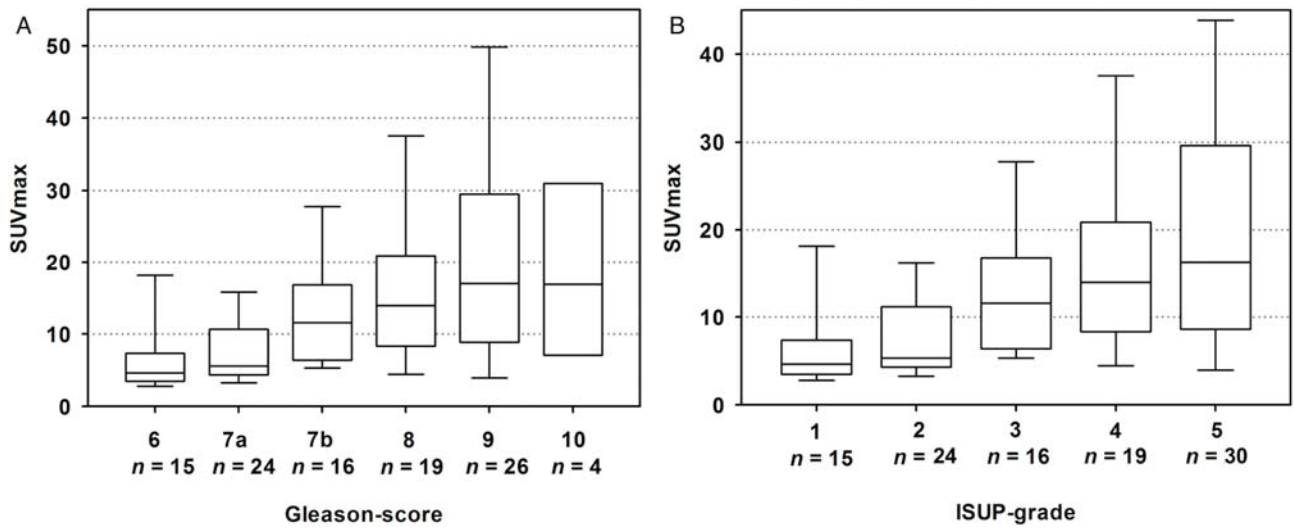 A
SUVmax
50
40
30
20
10
0
6 7a 7b 8 9 10
n = 15 n = 24 n = 16 n = 19 n = 26 n = 4
Gleason-score
B
SUVmax
40
30
20
10
0
1 2 3 4 5
n = 15 n = 24 n = 16 n = 19 n = 30
ISUP-grade